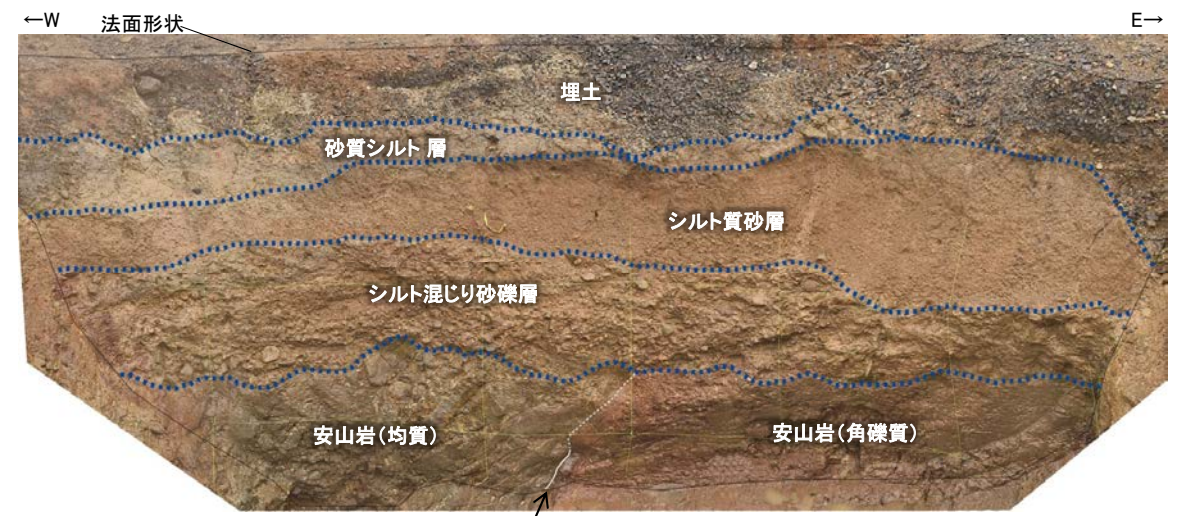 ←W
法面形状
E→
埋土
砂質シルト 層
シルト質砂層
シルト混じり砂礫層
安山岩（均質）
安山岩（角礫質）